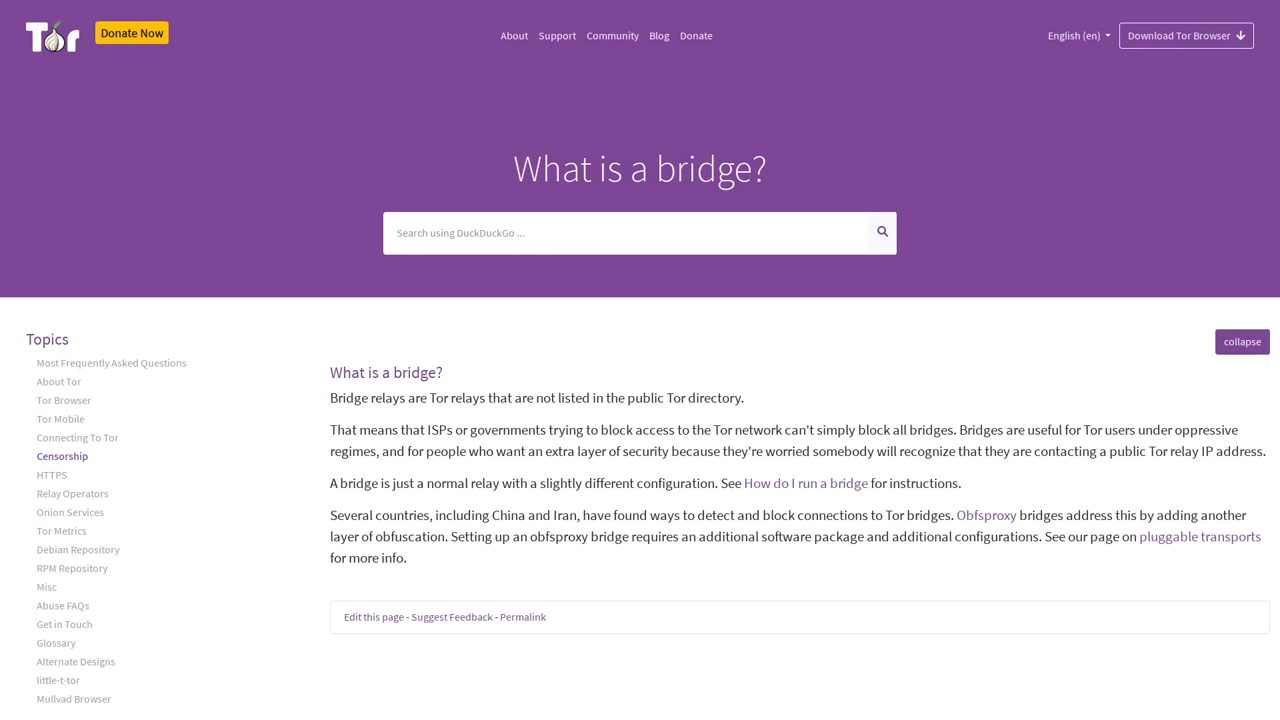 Tor
Donate Now
About Support Community Blog Donate
English (en)
Download Tor Browser
What is a bridge?
Search using DuckDuckGo ...
Topics
Most Frequently Asked Questions
About Tor
Tor Browser
Tor Mobile
Connecting To Tor
Censorship
HTTPS
Relay Operators
Onion Services
Tor Metrics
Debian Repository
RPM Repository
Misc
Abuse FAQs
Get in Touch
Glossary
Alternate Designs
little-t-tor
Mullvad Browser
collapse
What is a bridge?
Bridge relays are Tor relays that are not listed in the public Tor directory.
That means that ISPs or governments trying to block access to the Tor network can't simply block all bridges. Bridges are useful for Tor users under oppressive
regimes, and for people who want an extra layer of security because they're worried somebody will recognize that they are contacting a public Tor relay IP address.
A bridge is just a normal relay with a slightly different configuration. See How do I run a bridge for instructions.
Several countries, including China and Iran, have found ways to detect and block connections to Tor bridges. Obfsproxy bridges address this by adding another
layer of obfuscation. Setting up an obfsproxy bridge requires an additional software package and additional configurations. See our page on pluggable transports
for more info.
Edit this page - Suggest Feedback - Permalink